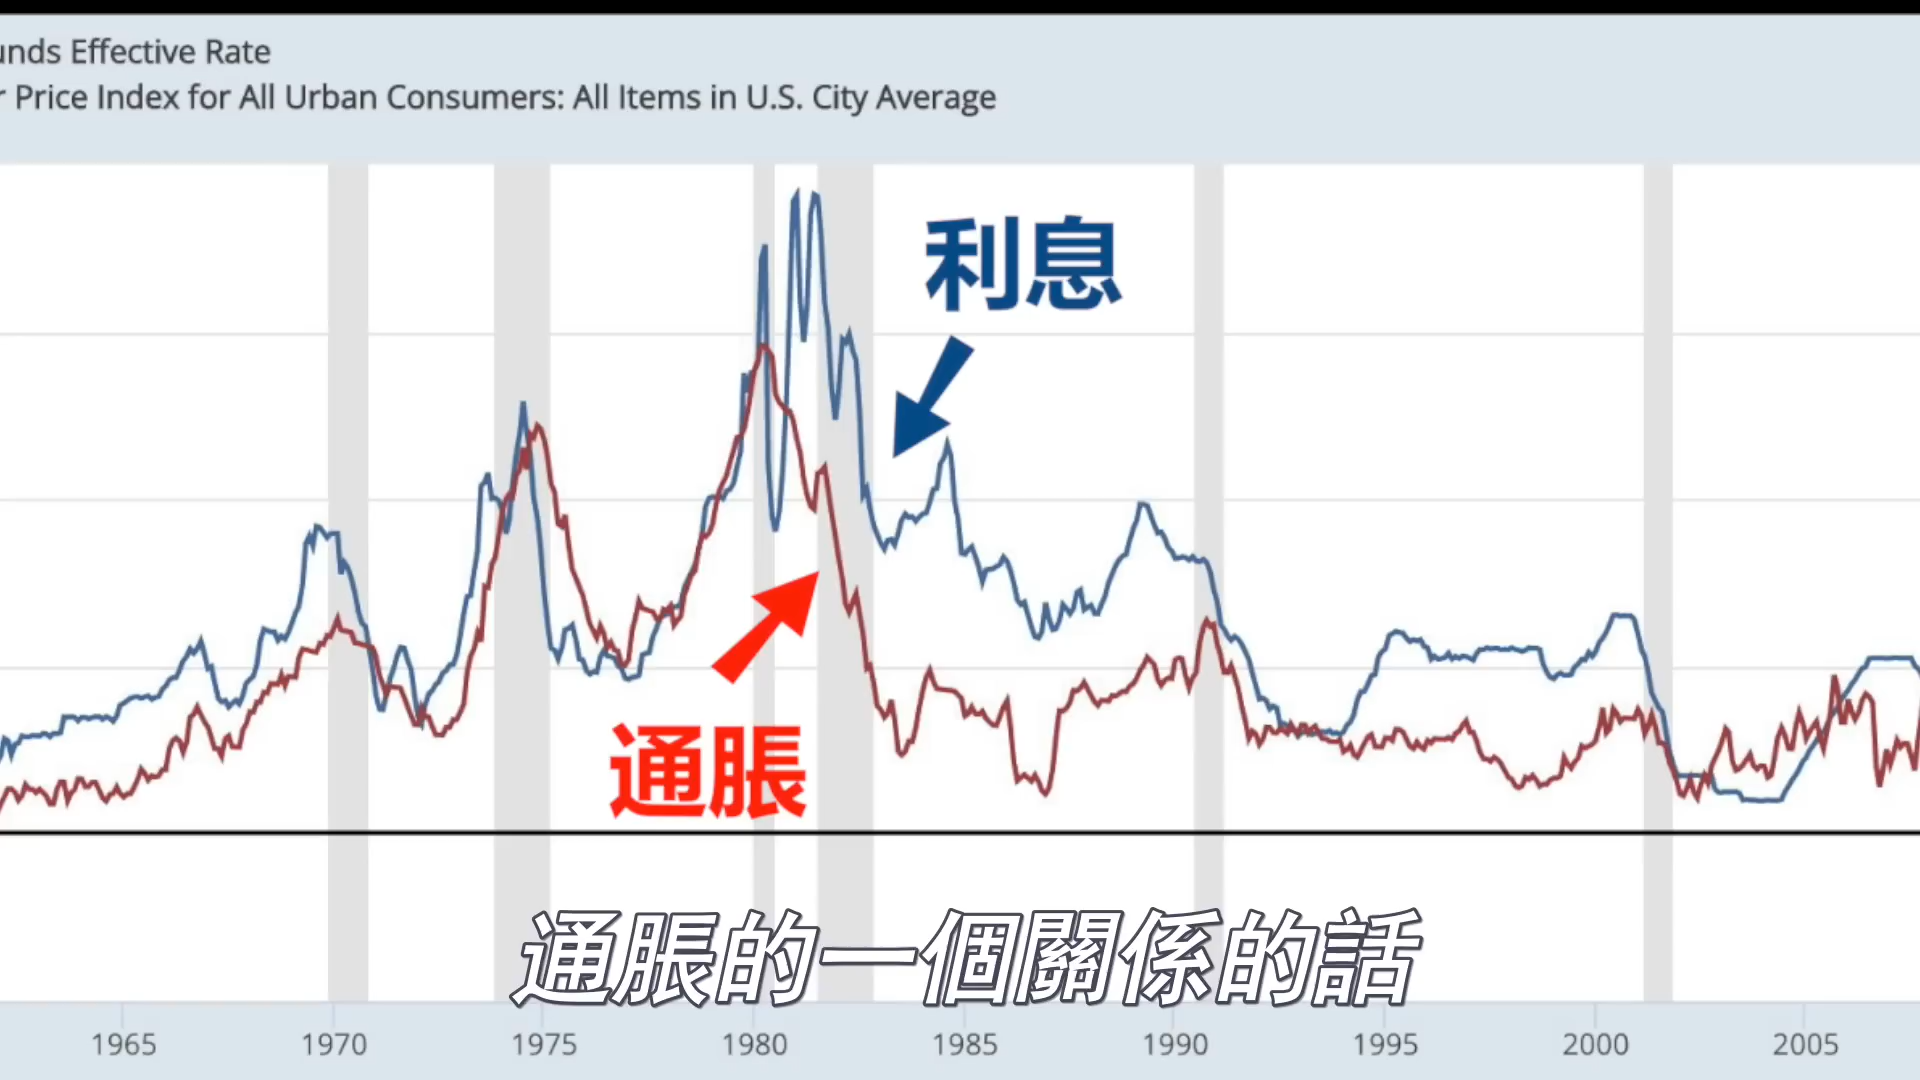 unds Effective Rate
r Price Index for All Urban Consumers: All Items in U.S. City Average
利息
通脹
通脹的一個關係的話
1965 1970 1975 1980 1985 1990 1995 2000 2005